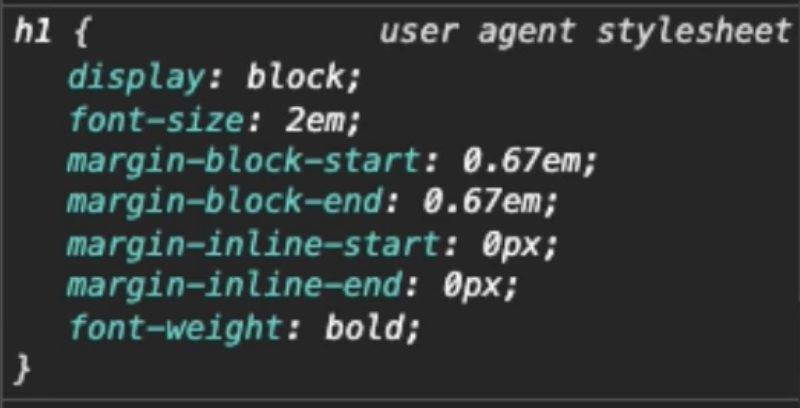 h1 { user agent stylesheet
display: block;
font-size: 2em;
margin-block-start: 0.67em;
margin-block-end: 0.67em;
margin-inline-start: 0px;
margin-inline-end: 0px;
font-weight: bold;
}